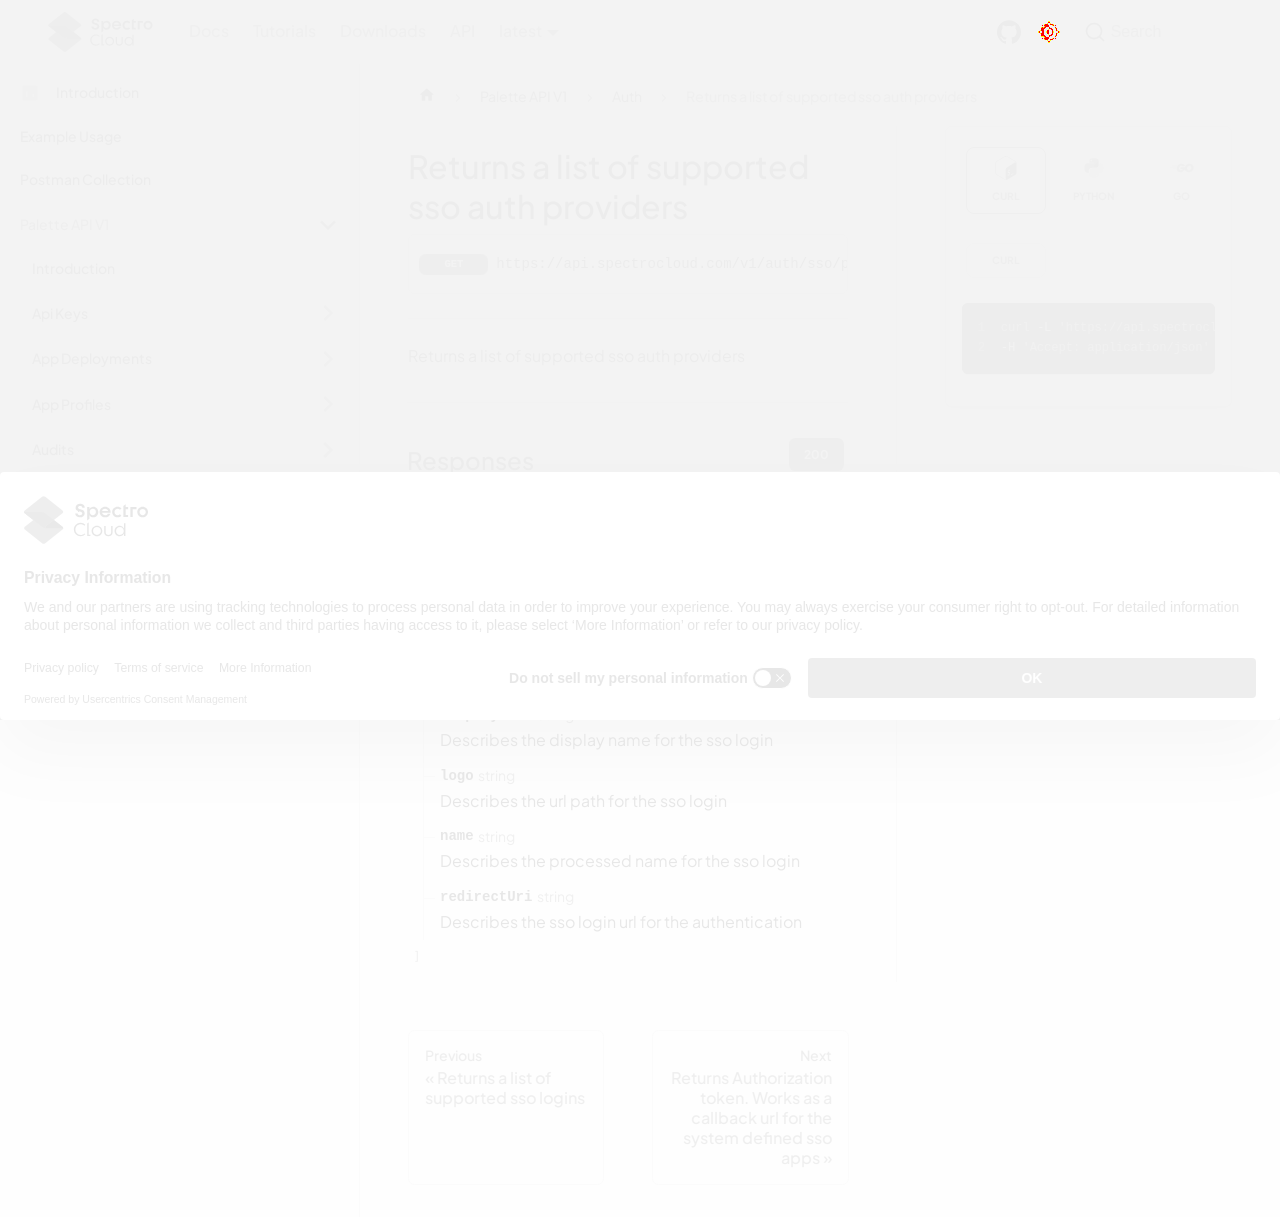 Spectro Cloud
Docs Tutorials Downloads API latest
Search
Introduction
Example Usage
Postman Collection
Palette API V1
Introduction
Api Keys
App Deployments
App Profiles
Audits
Palette API V1
Auth
Returns a list of supported sso auth providers
Returns a list of supported
sso auth providers
GET https://api.spectrocloud.com/v1/auth/sso/p
CURL
PYTHON
GO
CURL
Returns a list of supported sso auth providers
Responses
200
Spectro
Cloud
Privacy Information
We and our partners are using tracking technologies to process personal data in order to improve your experience. You may always exercise your consumer right to opt-out. For detailed information
about personal information we collect and third parties having access to it, please select ‘More Information’ or refer to our privacy policy.
Privacy policy Terms of service More Information
Powered by Usercentrics Consent Management
Do not sell my personal information
OK
Describes the display name for the sso login
logo string
Describes the url path for the sso login
name string
Describes the processed name for the sso login
redirectUri string
Describes the sso login url for the authentication
]
Previous
« Returns a list of
supported sso logins
Next
Returns Authorization
token. Works as a
callback url for the
system defined sso
apps »